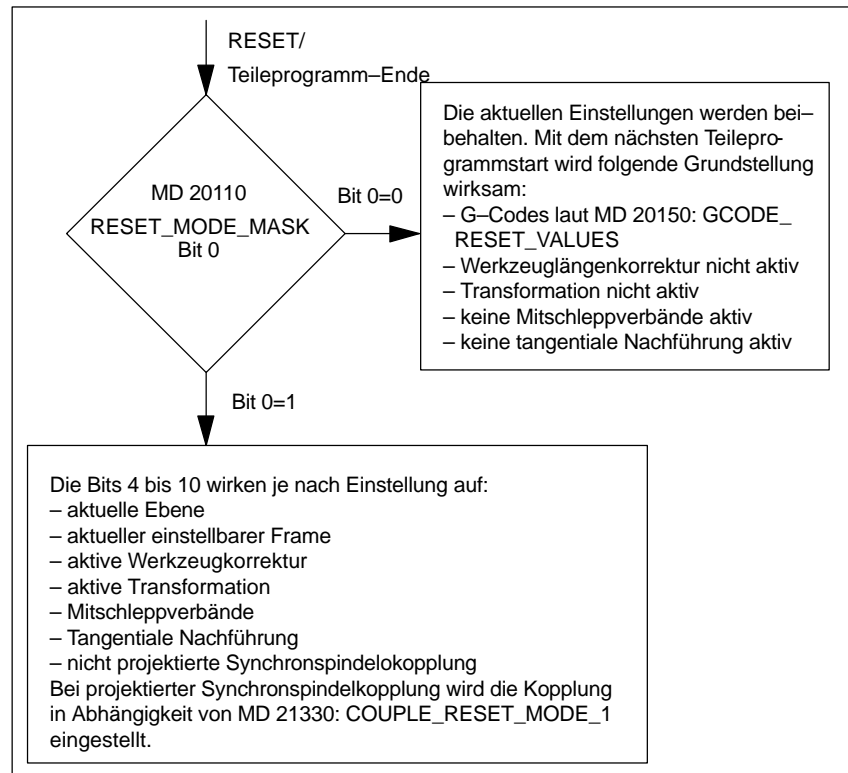 RESET/
Teileprogramm–Ende
MD 20110
RESET_MODE_MASK
Bit 0
Bit 0=0
Die aktuellen Einstellungen werden bei–
behalten. Mit dem nächsten Teilepro-
grammstart wird folgende Grundstellung
wirksam:
– G–Codes laut MD 20150: GCODE_
RESET_VALUES
– Werkzeuglängenkorrektur nicht aktiv
– Transformation nicht aktiv
– keine Mitschleppverbände aktiv
– keine tangentiale Nachführung aktiv
Bit 0=1
Die Bits 4 bis 10 wirken je nach Einstellung auf:
– aktuelle Ebene
– aktueller einstellbarer Frame
– aktive Werkzeugkorrektur
– aktive Transformation
– Mitschleppverbände
– Tangentiale Nachführung
– nicht projektierte Synchronspindelokopplung
Bei projektierter Synchronspindelkopplung wird die Kopplung
in Abhängigkeit von MD 21330: COUPLE_RESET_MODE_1
eingestellt.